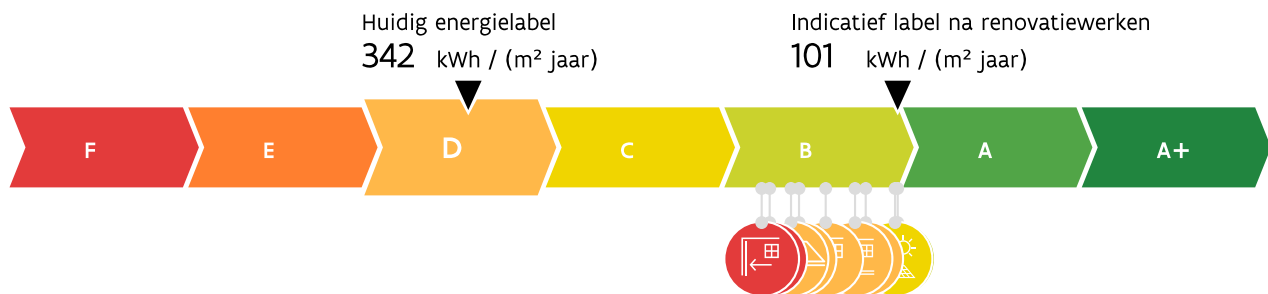 Huidig energielabel
342 kWh / (m² jaar)
Indicatief label na renovatiewerken
101 kWh / (m² jaar)
F E D C B A A+